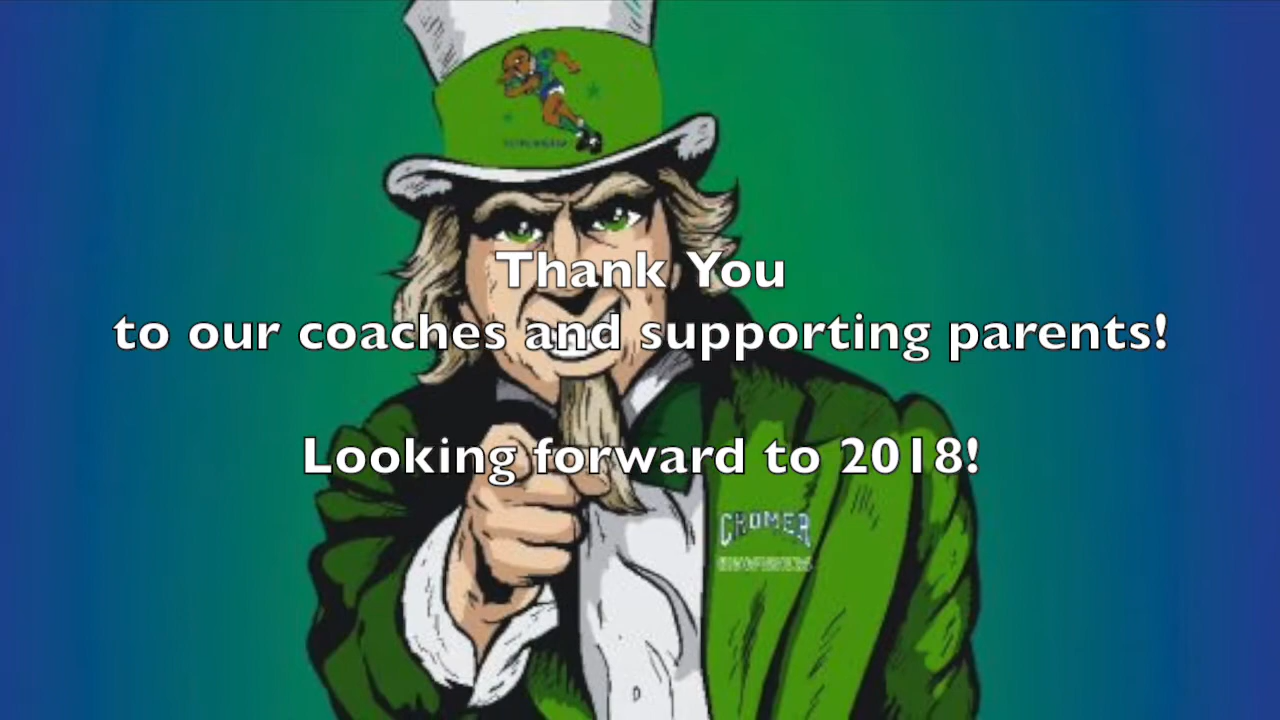 Thank You
to our coaches and supporting parents!
Looking forward to 2018!
CROMER